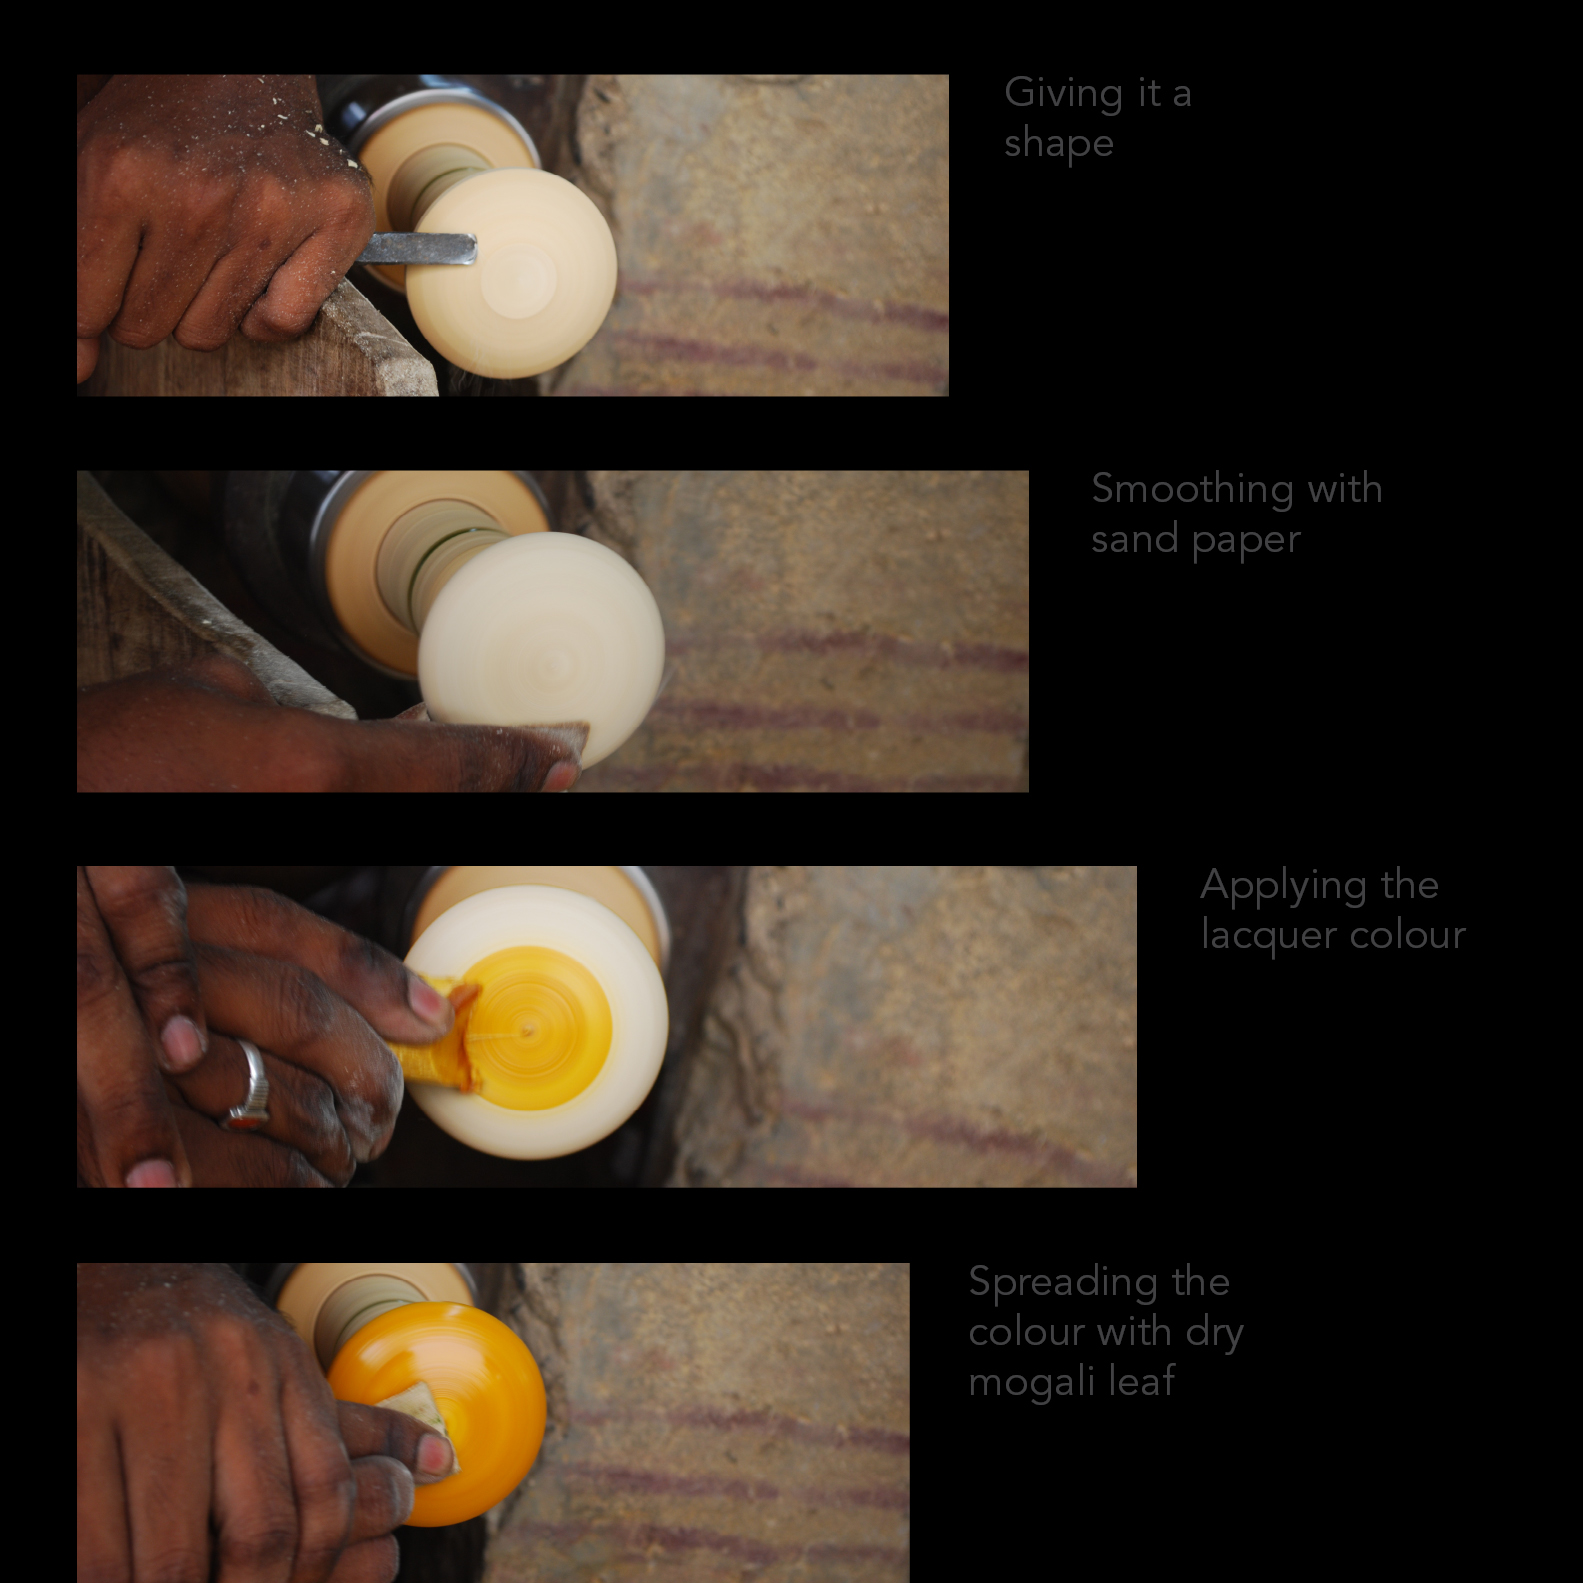 Giving it a
shape
Smoothing with
sand paper
Applying the
lacquer colour
Spreading the
colour with dry
mogali leaf